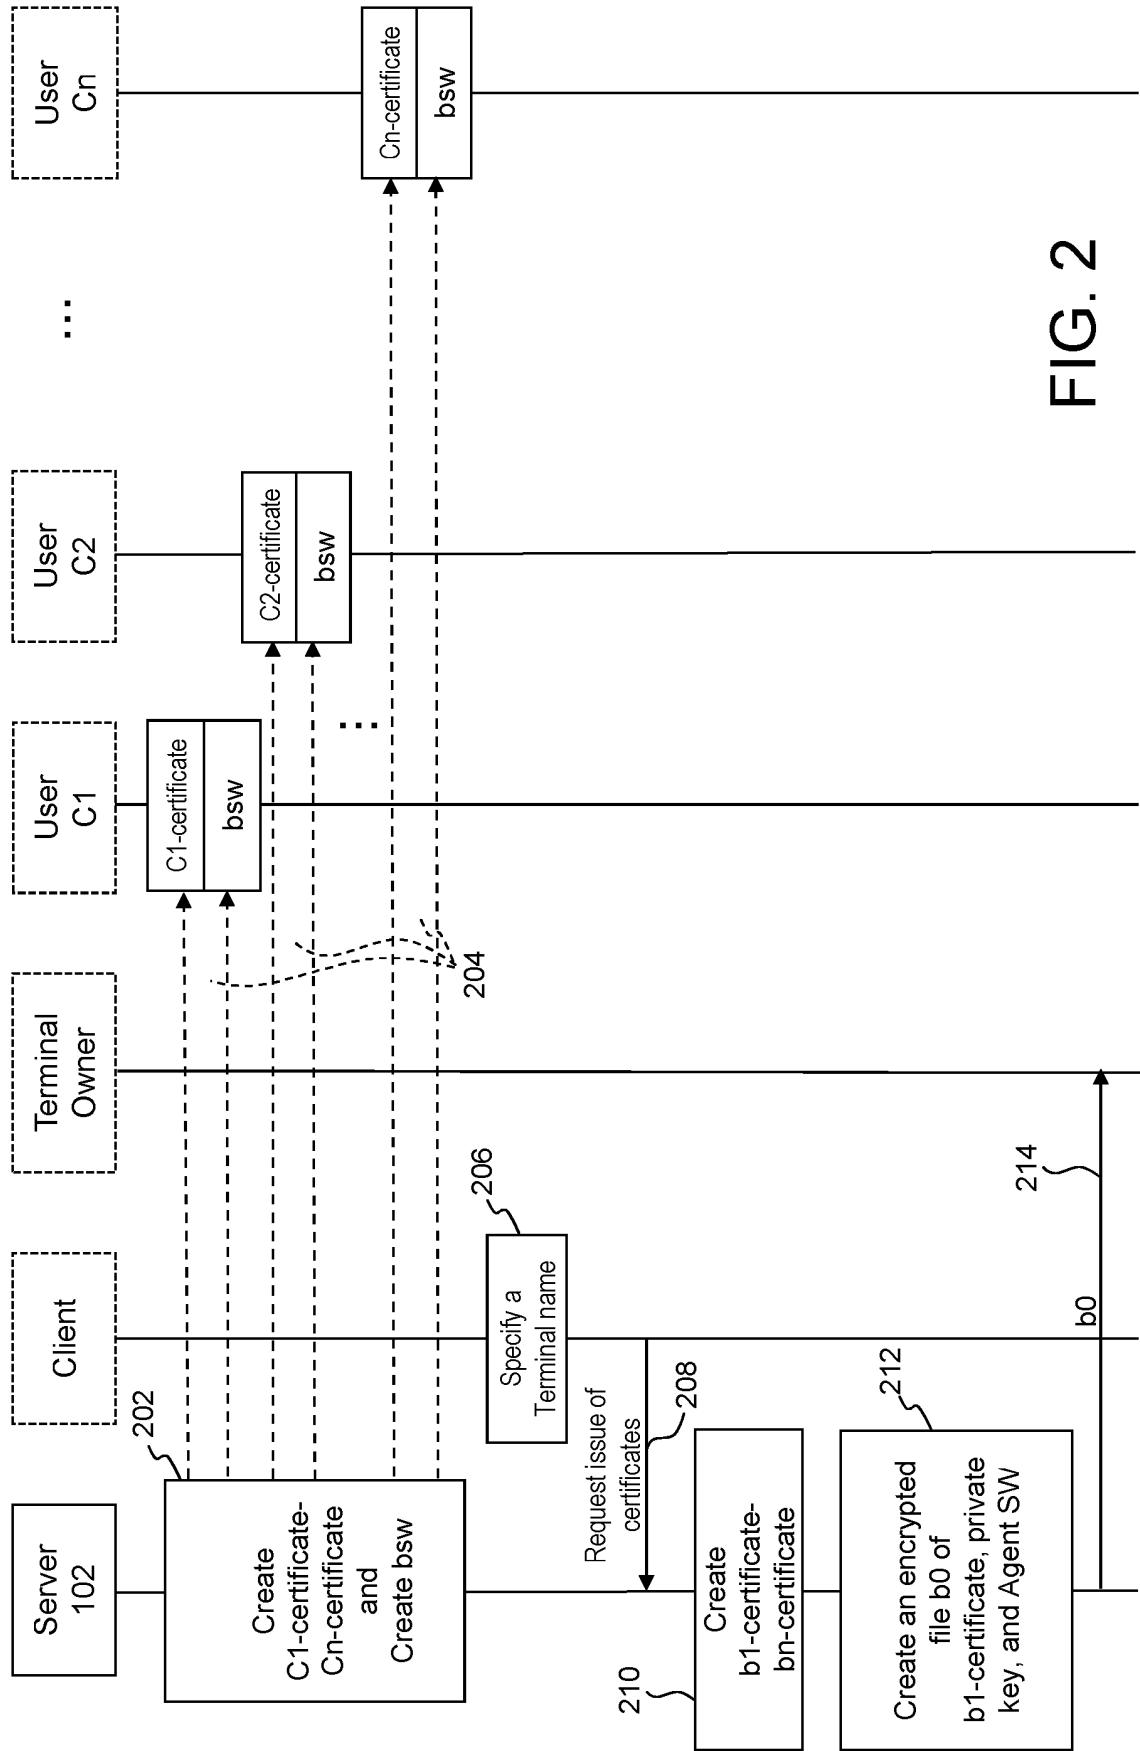 Server
102
Client
Terminal
Owner
User
C1
User
C2
...
User
Cn
202
Create
C1-certificate-
Cn-certificate
and
Create bsw
C1-certificate
bsw
C2-certificate
bsw
...
Cn-certificate
bsw
204
206
Specify a
Terminal name
Request issue of
certificates
208
210
Create
b1-certificate-
bn-certificate
212
Create an encrypted
file b0 of
b1-certificate, private
key, and Agent SW
b0
214
FIG. 2